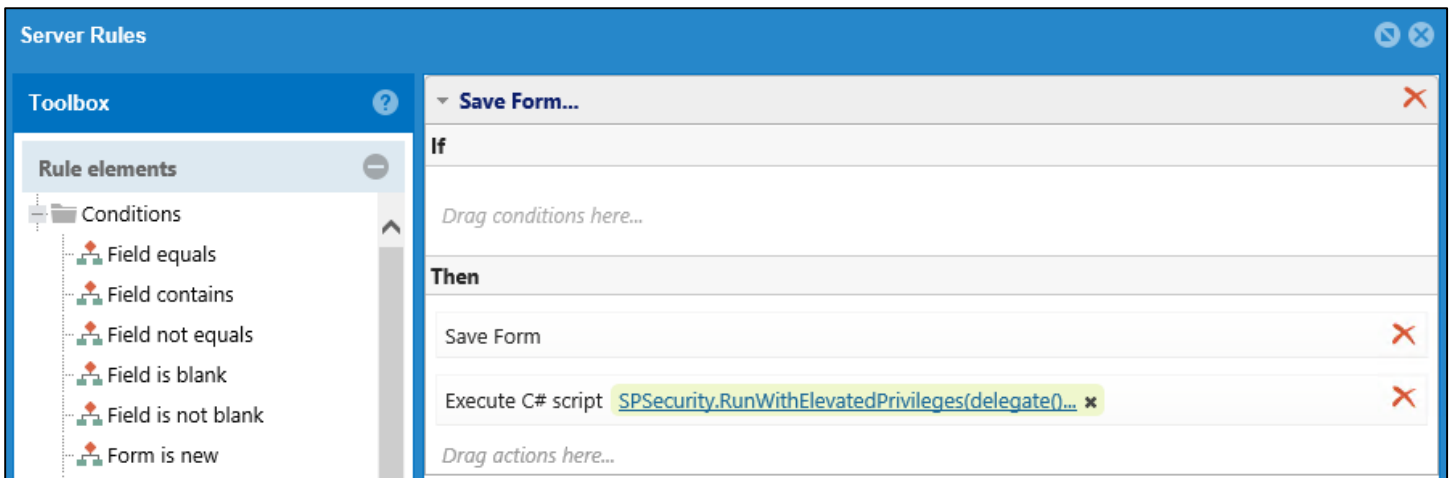 Server Rules
Toolbox
Rule elements
Conditions
Field equals
Field contains
Field not equals
Field is blank
Field is not blank
Form is new
Save Form...
If
Drag conditions here...
Then
Save Form
Execute C# script SPSecurity.RunWithElevatedPrivileges(delegate()...
Drag actions here...